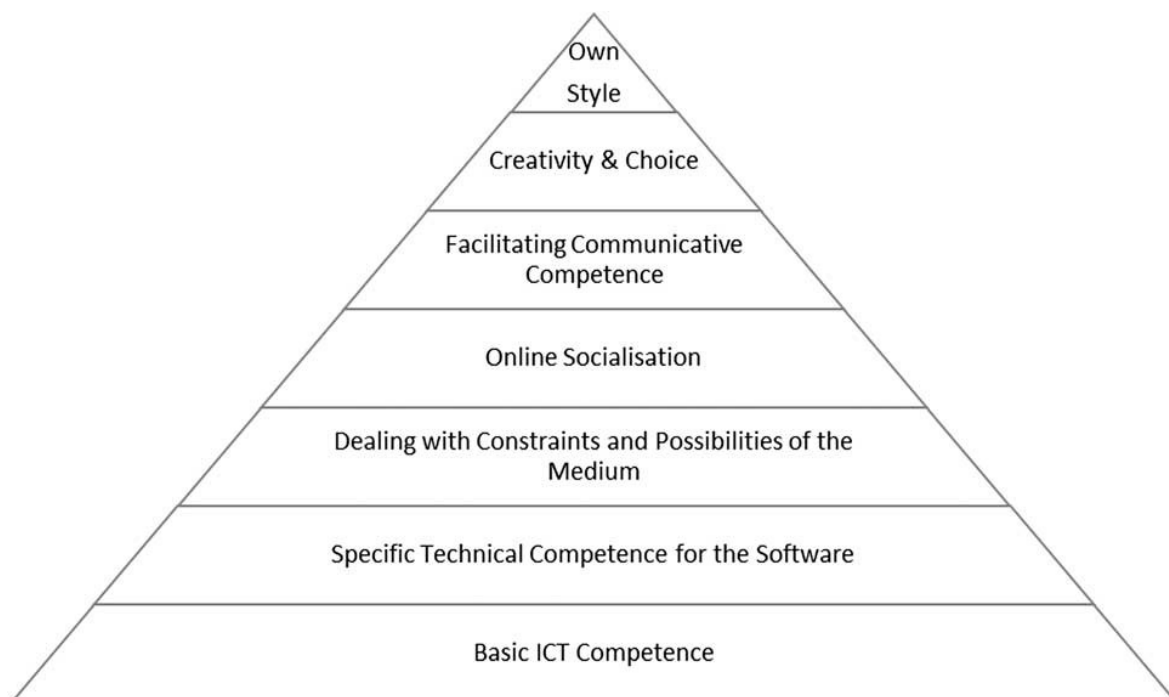 Own
Style
Creativity & Choice
Facilitating Communicative
Competence
Online Socialisation
Dealing with Constraints and Possibilities of the
Medium
Specific Technical Competence for the Software
Basic ICT Competence